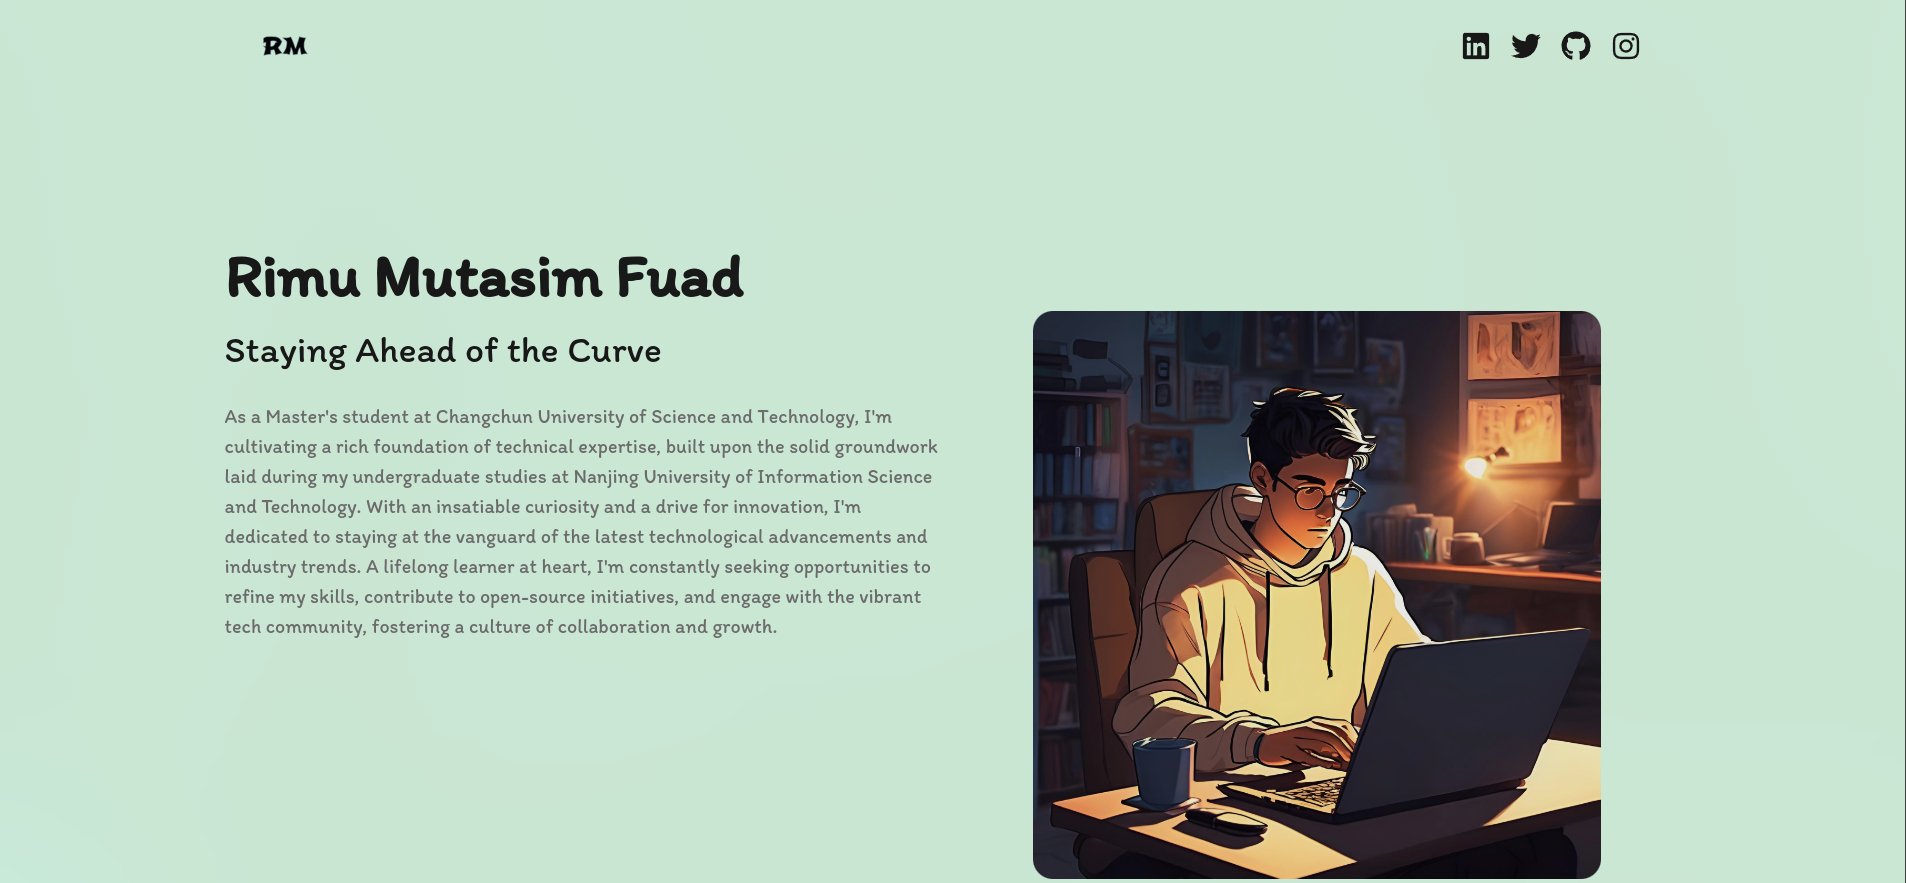 RM
Rimu Mutasim Fuad
Staying Ahead of the Curve
As a Master's student at Changchun University of Science and Technology, I'm
cultivating a rich foundation of technical expertise, built upon the solid groundwork
laid during my undergraduate studies at Nanjing University of Information Science
and Technology. With an insatiable curiosity and a drive for innovation, I'm
dedicated to staying at the vanguard of the latest technological advancements and
industry trends. A lifelong learner at heart, I'm constantly seeking opportunities to
refine my skills, contribute to open-source initiatives, and engage with the vibrant
tech community, fostering a culture of collaboration and growth.